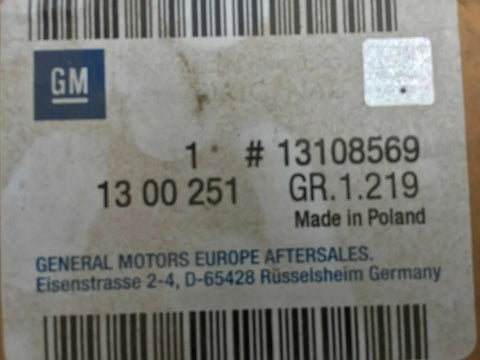 GM
ORIGINAL
1 # 13108569
13 00 251 GR.1.219
Made in Poland
GENERAL MOTORS EUROPE AFTERSALES.
Eisenstrasse 2-4, D-65428 Rüsselsheim Germany